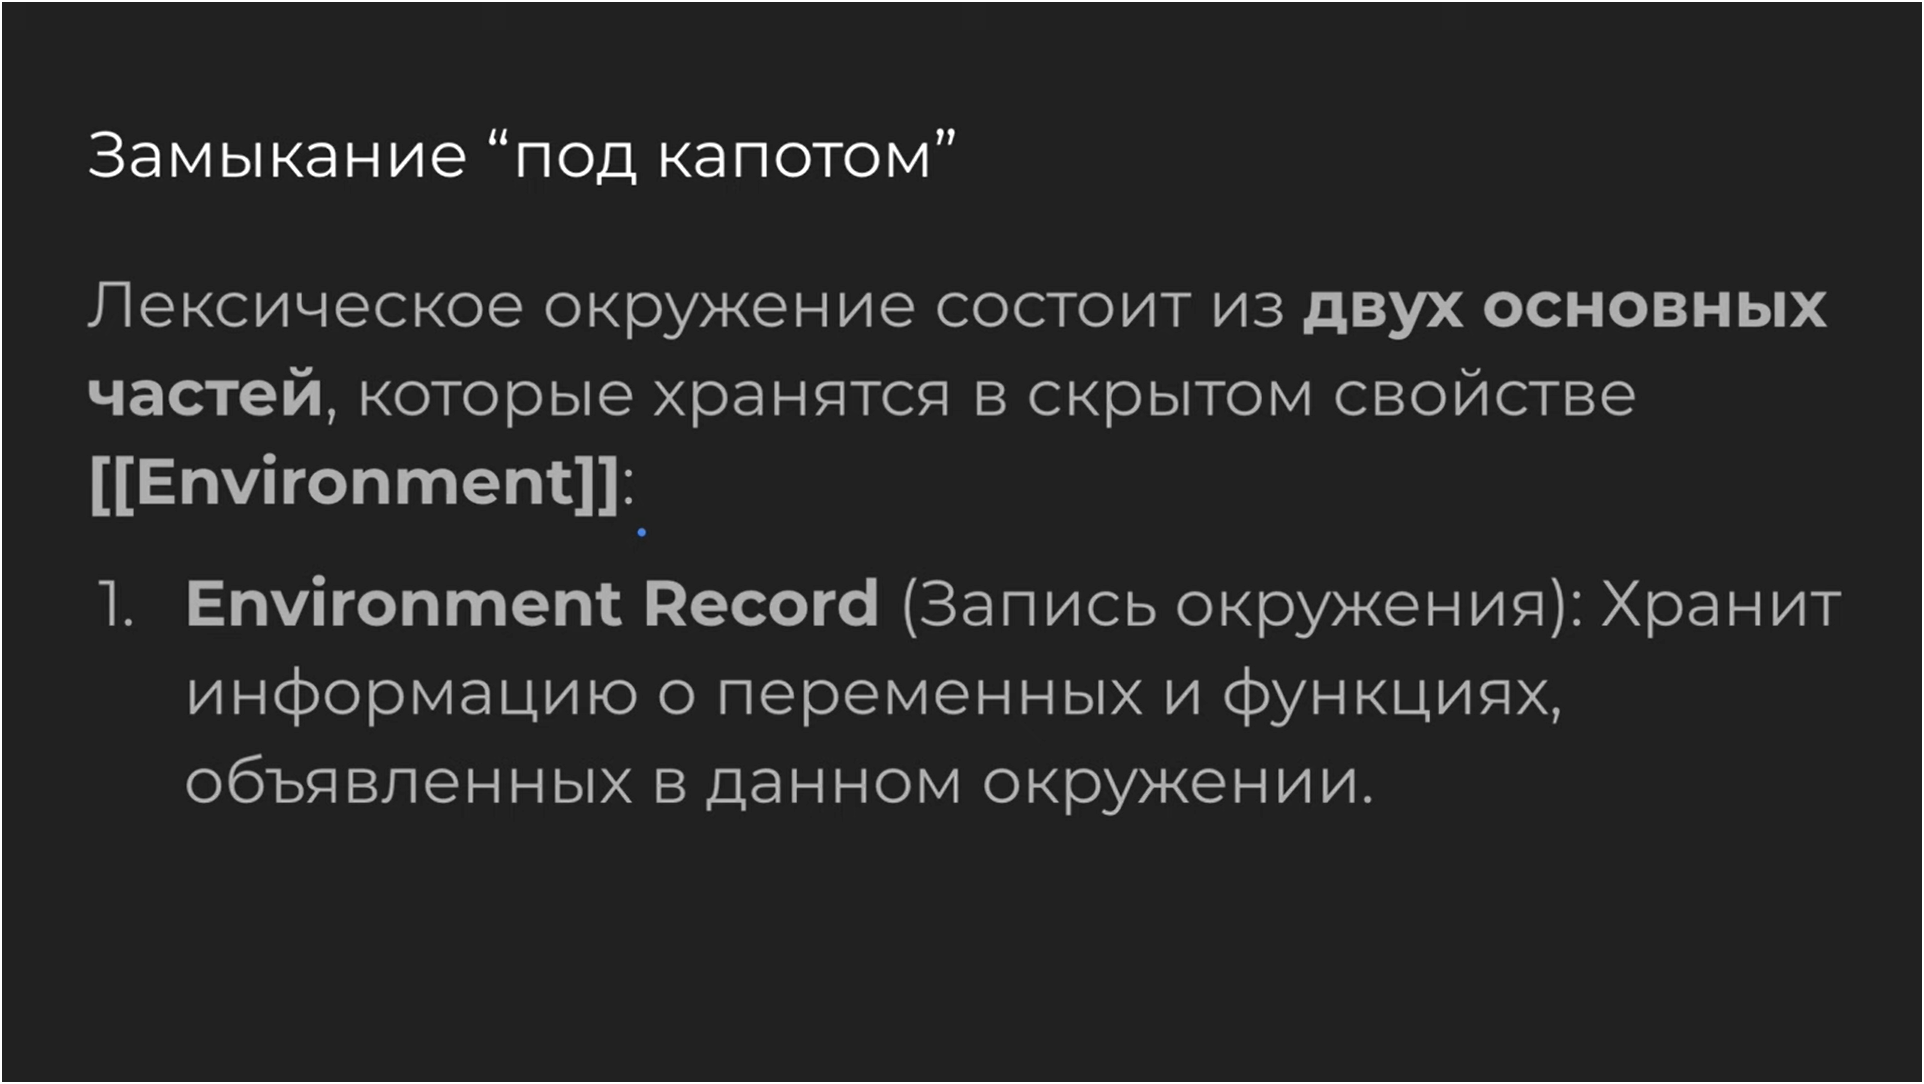 Замыкание “под капотом”
Лексическое окружение состоит из двух основных
частей, которые хранятся в скрытом свойстве
[[Environment]]:
1. Environment Record (Запись окружения): Хранит
информацию о переменных и функциях,
объявленных в данном окружении.